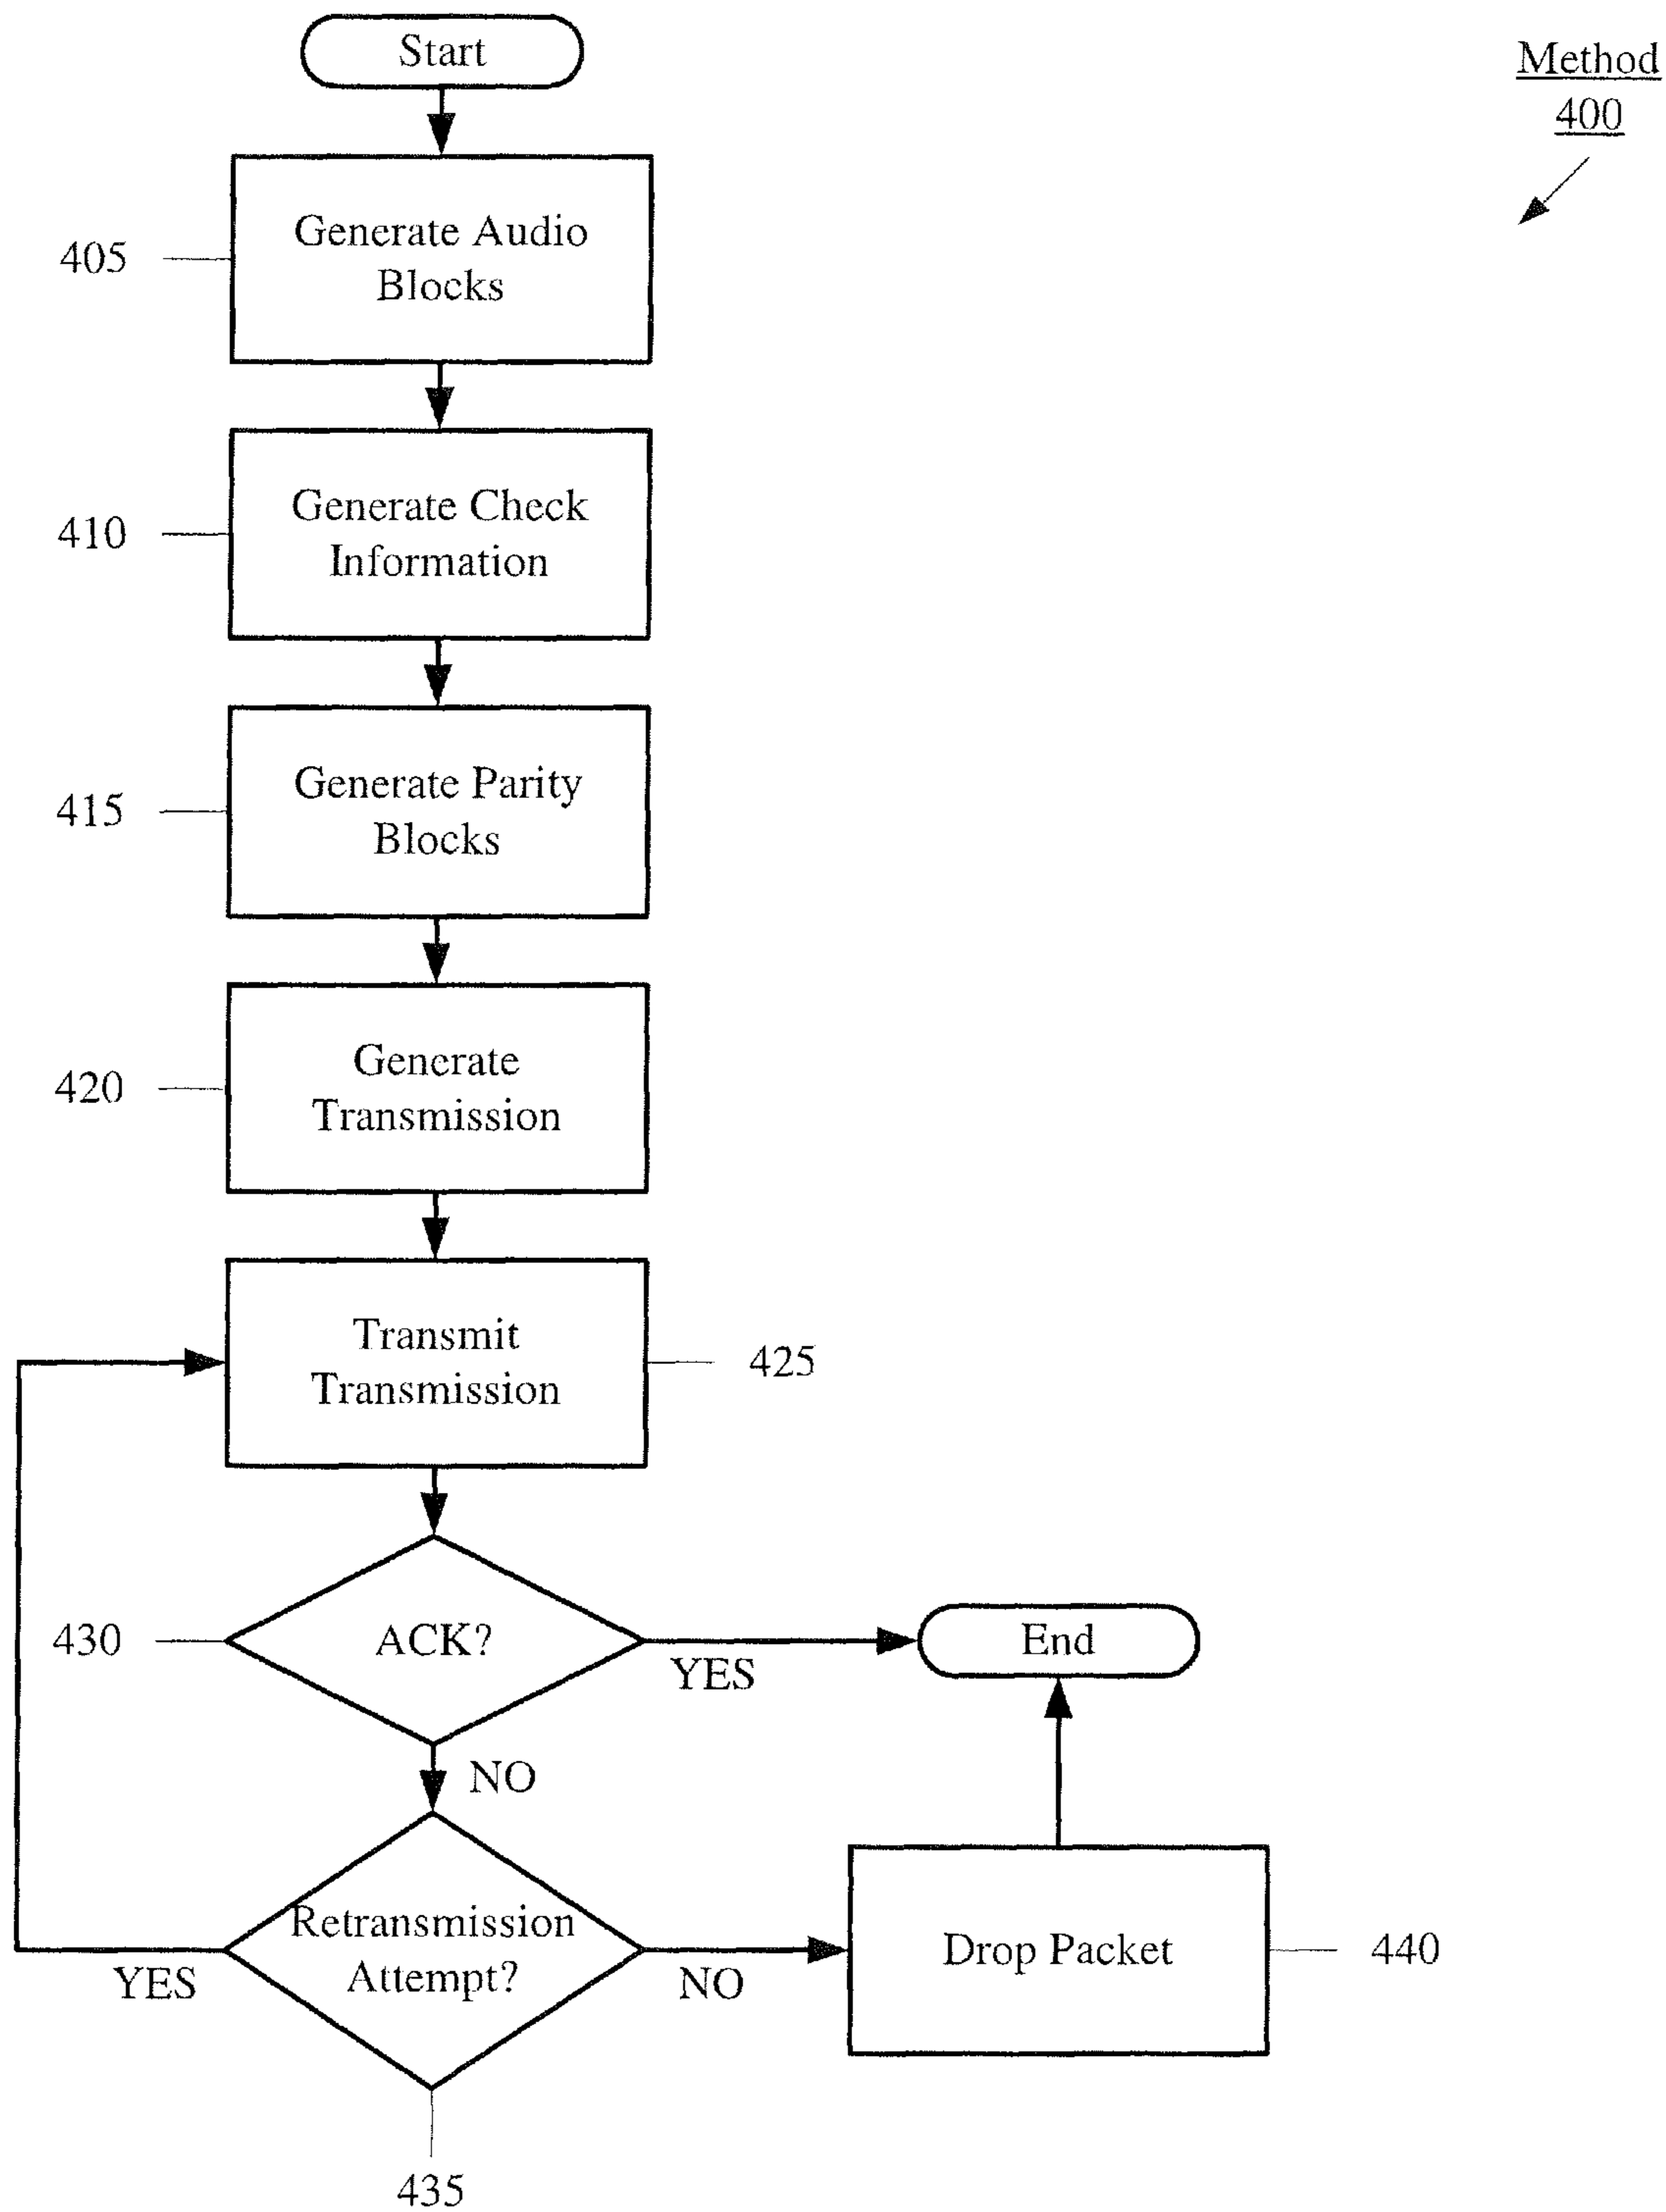 Start
Method
400
405
Generate Audio
Blocks
410
Generate Check
Information
415
Generate Parity
Blocks
420
Generate
Transmission
Transmit
Transmission
425
430
ACK?
YES
End
NO
Retransmission
Attempt?
YES
NO
Drop Packet
440
435